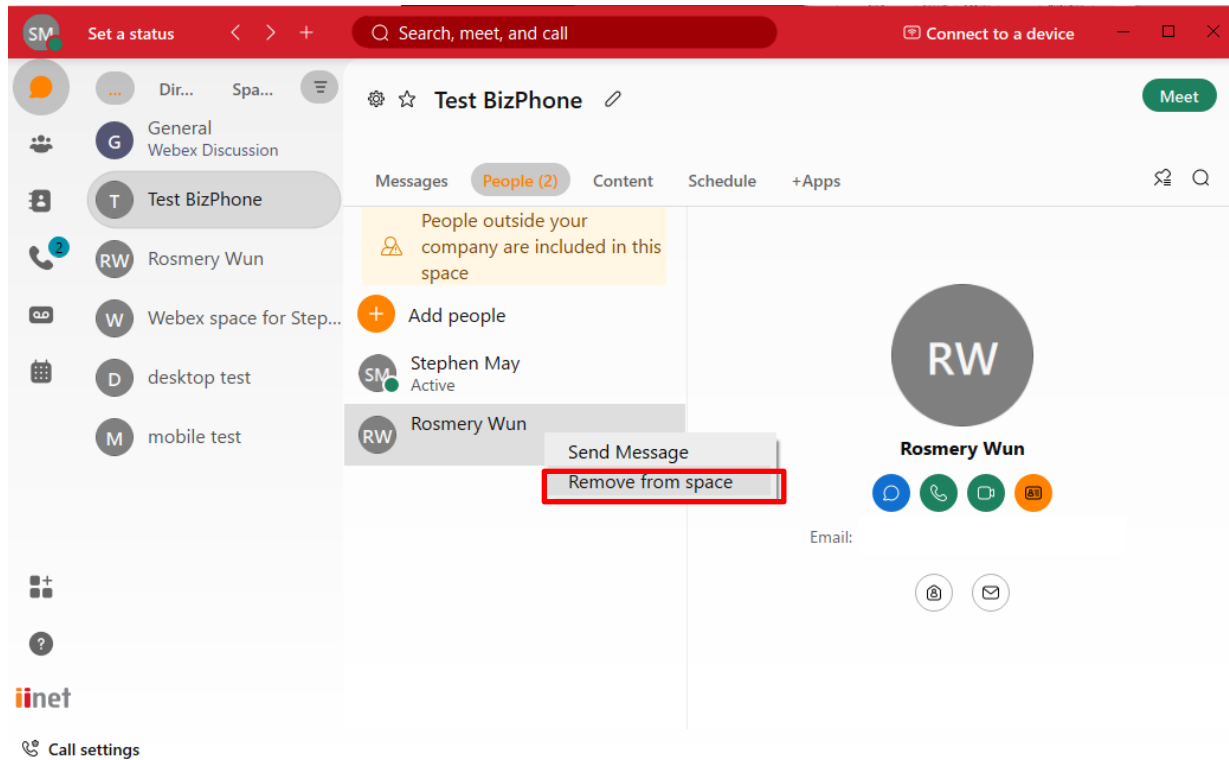 SM Set a status Search, meet, and call Connect to a device
... Dir... Spa...
G General
Webex Discussion
T Test BizPhone
2
RW Rosmery Wun
W Webex space for Step...
D desktop test
M mobile test
?
iinet
Call settings
Test BizPhone Meet
Messages People (2) Content Schedule +Apps
People outside your
company are included in this
space
Add people
SM Stephen May
Active
RW Rosmery Wun
Send Message
Remove from space
RW
Rosmery Wun
Email: